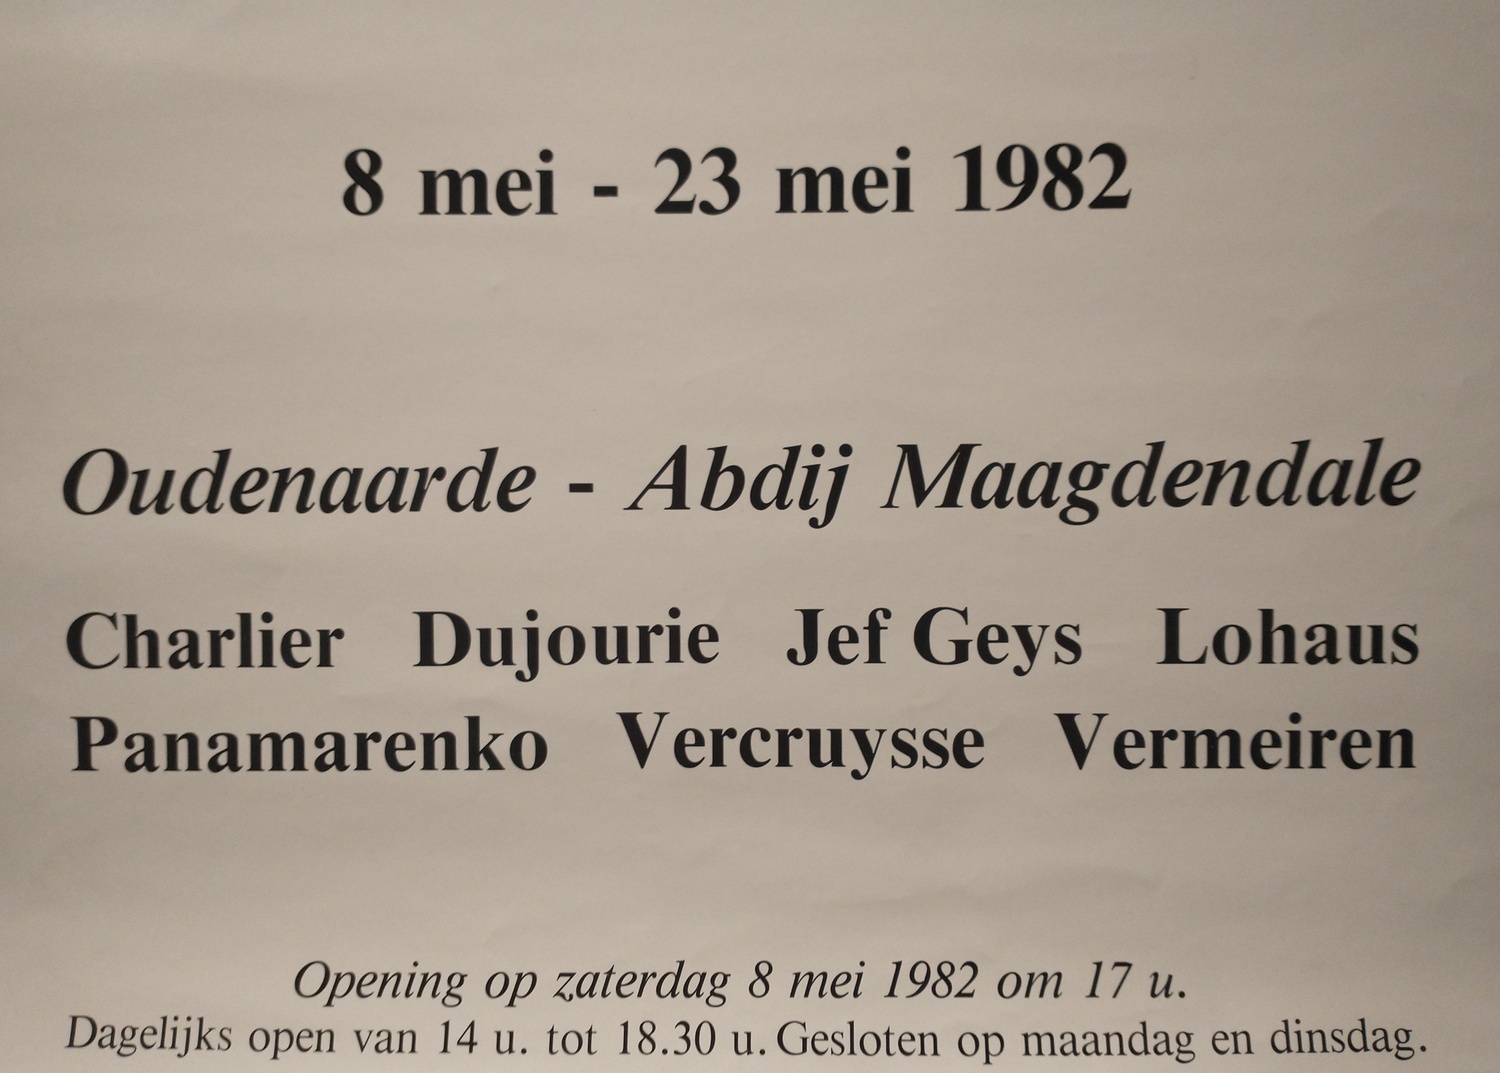 8 mei - 23 mei 1982
Oudenaarde - Abdij Maagdendale
Charlier Dujourie Jef Geys Lohaus
Panamarenko Vercruysse Vermeiren
Opening op zaterdag 8 mei 1982 om 17 u.
Dagelijks open van 14 u. tot 18.30 u. Gesloten op maandag en dinsdag.